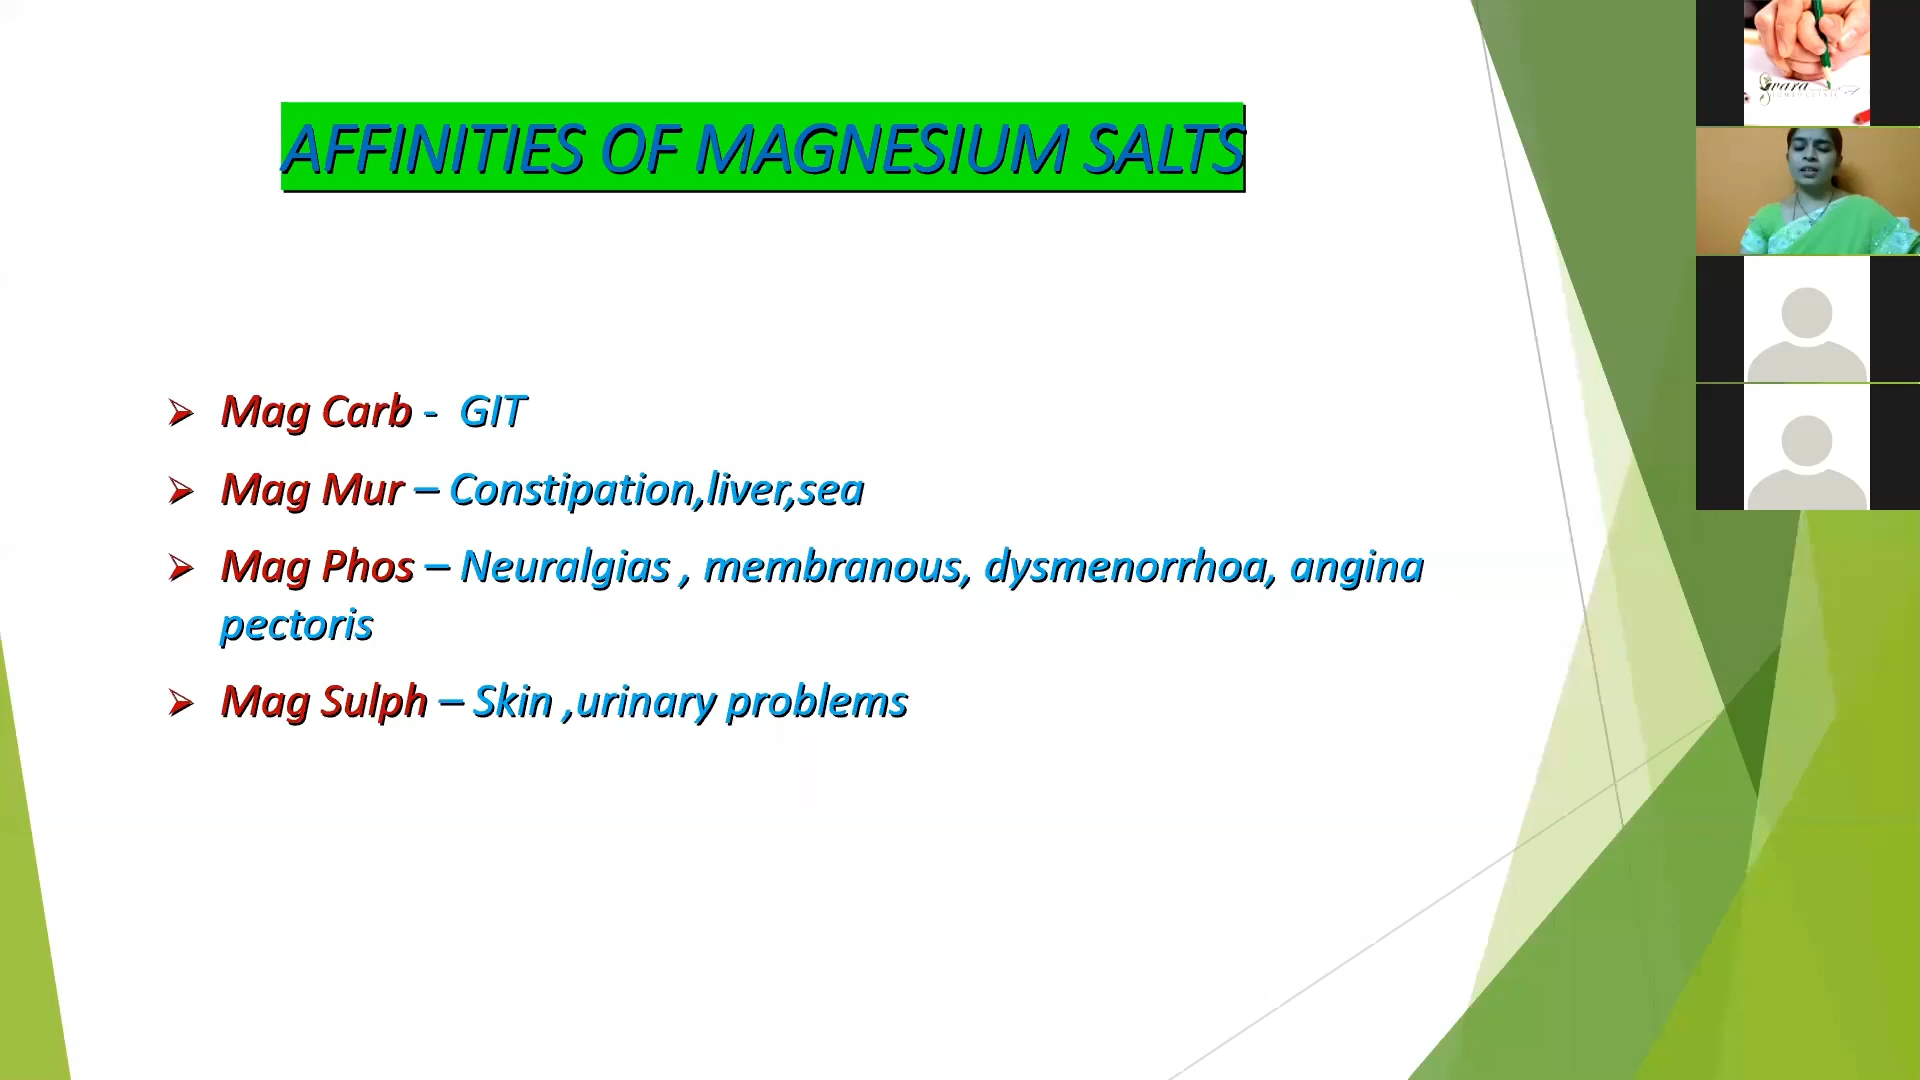 AFFINITIES OF MAGNESIUM SALTS
Mag Carb - GIT
Mag Mur – Constipation,liver,sea
Mag Phos – Neuralgias , membranous, dysmenorrhoa, angina
pectoris
Mag Sulph – Skin ,urinary problems